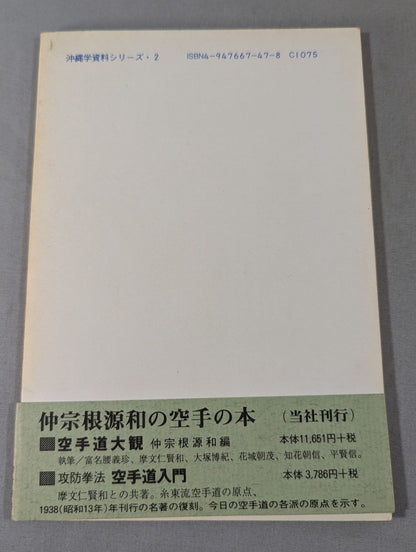 沖縄学資料シリーズ・2 ISBN4-947667-47-8 C1075
仲宗根源和の空手の本 (当社刊行)
■空手道大観 仲宗根源和編 本体11,651円+税
執筆/富名腰義珍、摩文仁賢和、大塚博紀、花城朝茂、知花朝信、平賢信。
■攻防拳法 空手道入門 本体 3,786円+税
摩文仁賢和との共著。糸東流空手道の原点、
1938(昭和13年)年刊行の名著の復刻。今日の空手道の各派の原点を示す。